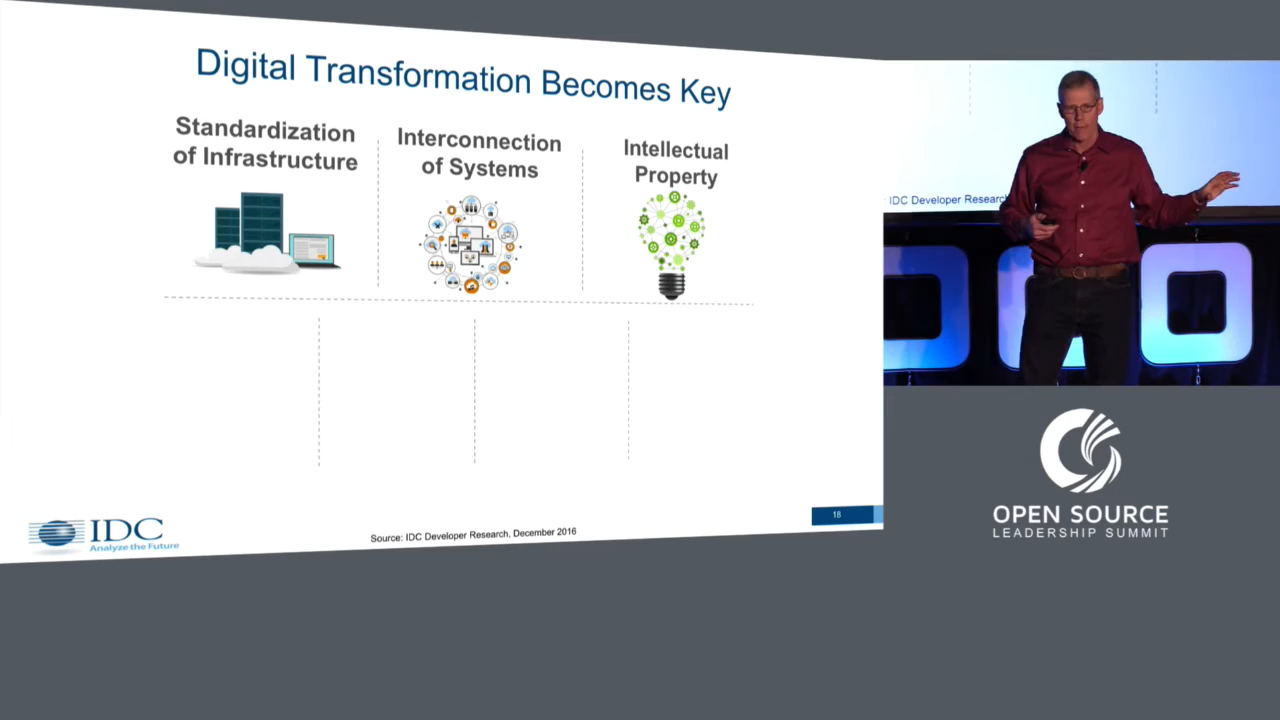 Digital Transformation Becomes Key
Standardization
of Infrastructure
Interconnection
of Systems
Intellectual
Property
IDC
Analyze the Future
Source: IDC Developer Research, December 2016
18
IDC Developer Research
OPEN SOURCE
LEADERSHIP SUMMIT